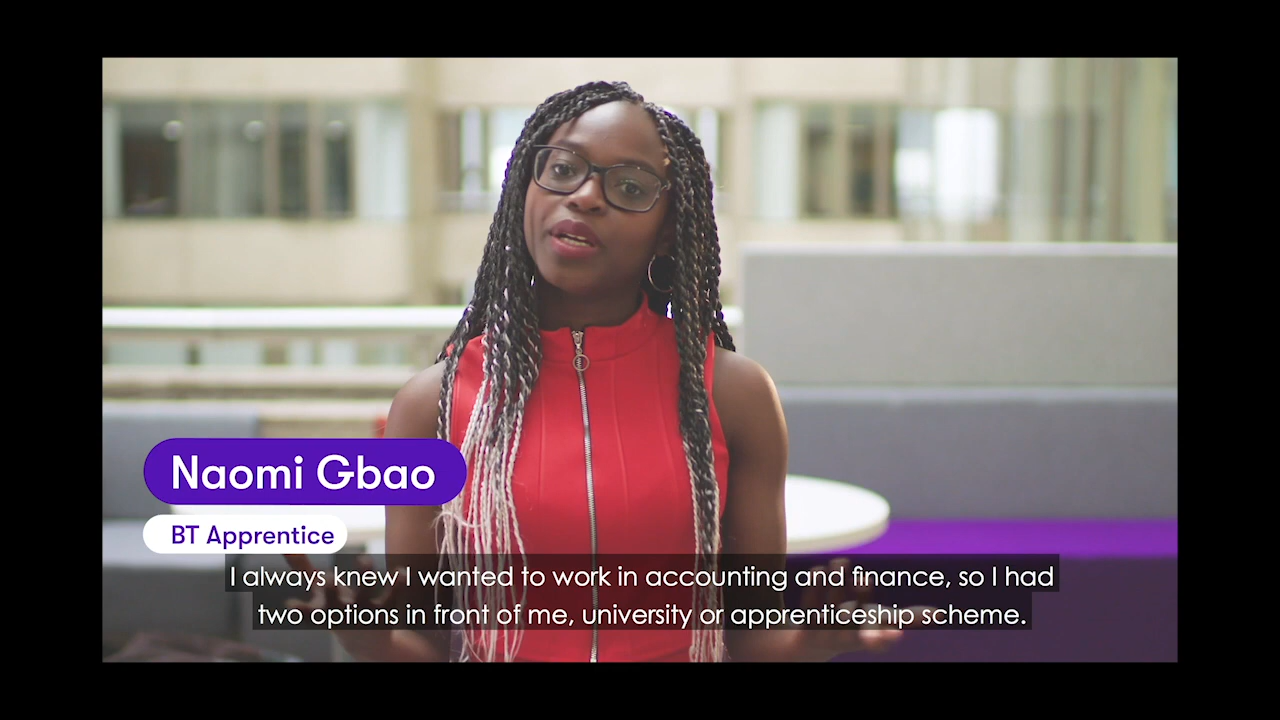 Naomi Gbao
BT Apprentice
I always knew I wanted to work in accounting and finance, so I had
two options in front of me, university or apprenticeship scheme.